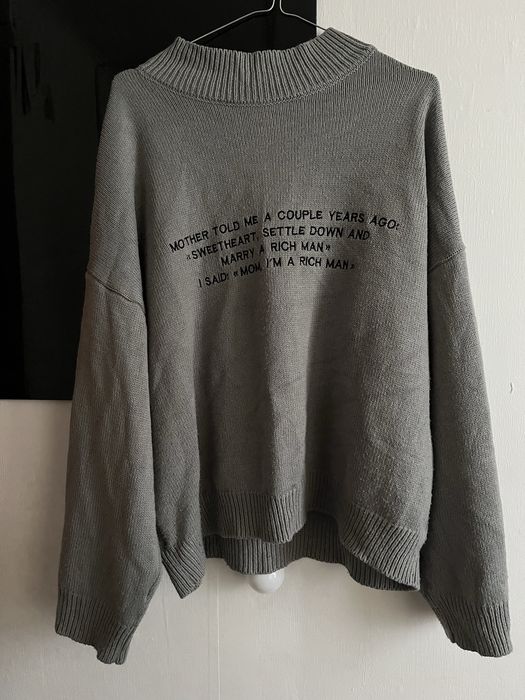 MOTHER TOLD ME A COUPLE YEARS AGO:
«SWEETHEART, SETTLE DOWN AND
MARRY A RICH MAN»
I SAID: «MOM, I'M A RICH MAN»